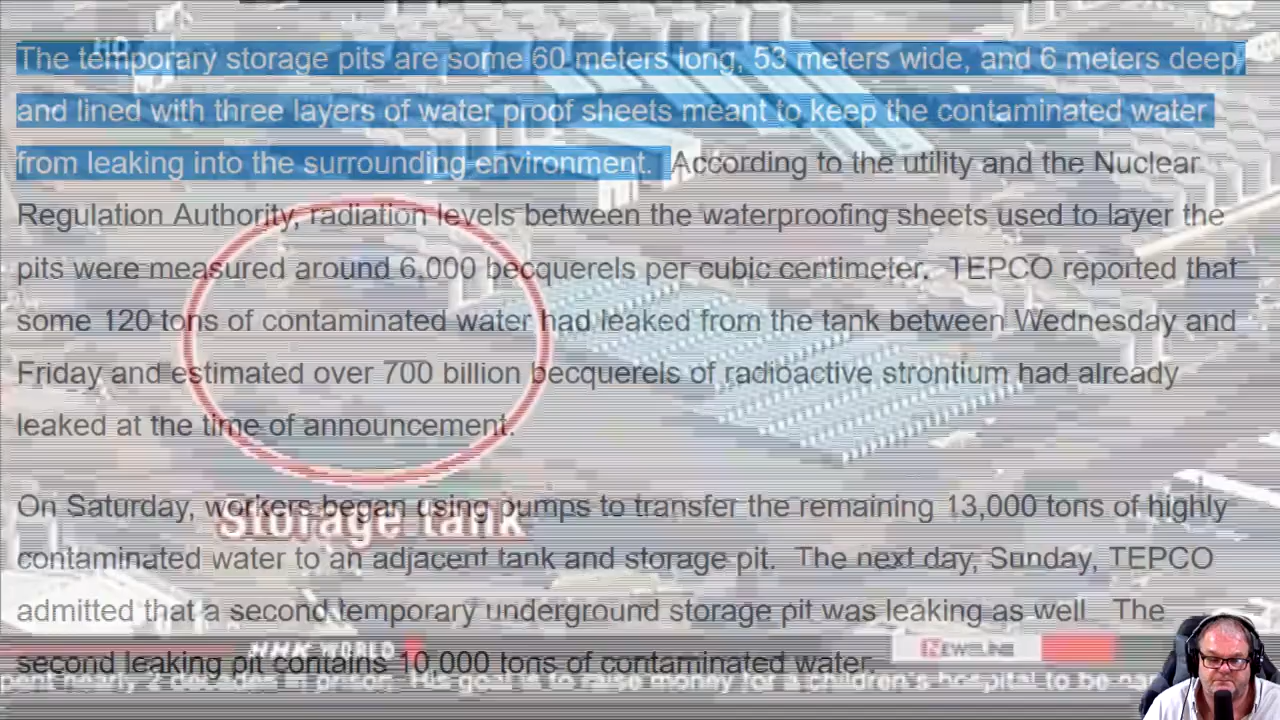 HD
The temporary storage pits are some 60 meters long, 53 meters wide, and 6 meters deep
and lined with three layers of water proof sheets meant to keep the contaminated water
from leaking into the surrounding environment. According to the utility and the Nuclear
Regulation Authority, radiation levels between the waterproofing sheets used to layer the
pits were measured around 6,000 becquerels per cubic centimeter. TEPCO reported that
some 120 tons of contaminated water had leaked from the tank between Wednesday and
Friday and estimated over 700 billion becquerels of radioactive strontium had already
leaked at the time of announcement.
On Saturday, workers began using pumps to transfer the remaining 13,000 tons of highly
Storage tank
contaminated water to an adjacent tank and storage pit. The next day, Sunday, TEPCO
admitted that a second temporary underground storage pit was leaking as well The
NHK WORLD
NEWSLINE
second leaking pit contains 10,000 tons of contaminated water.
pent nearly 2 decades in prison. His goal is to raise money for a children's hospital to be